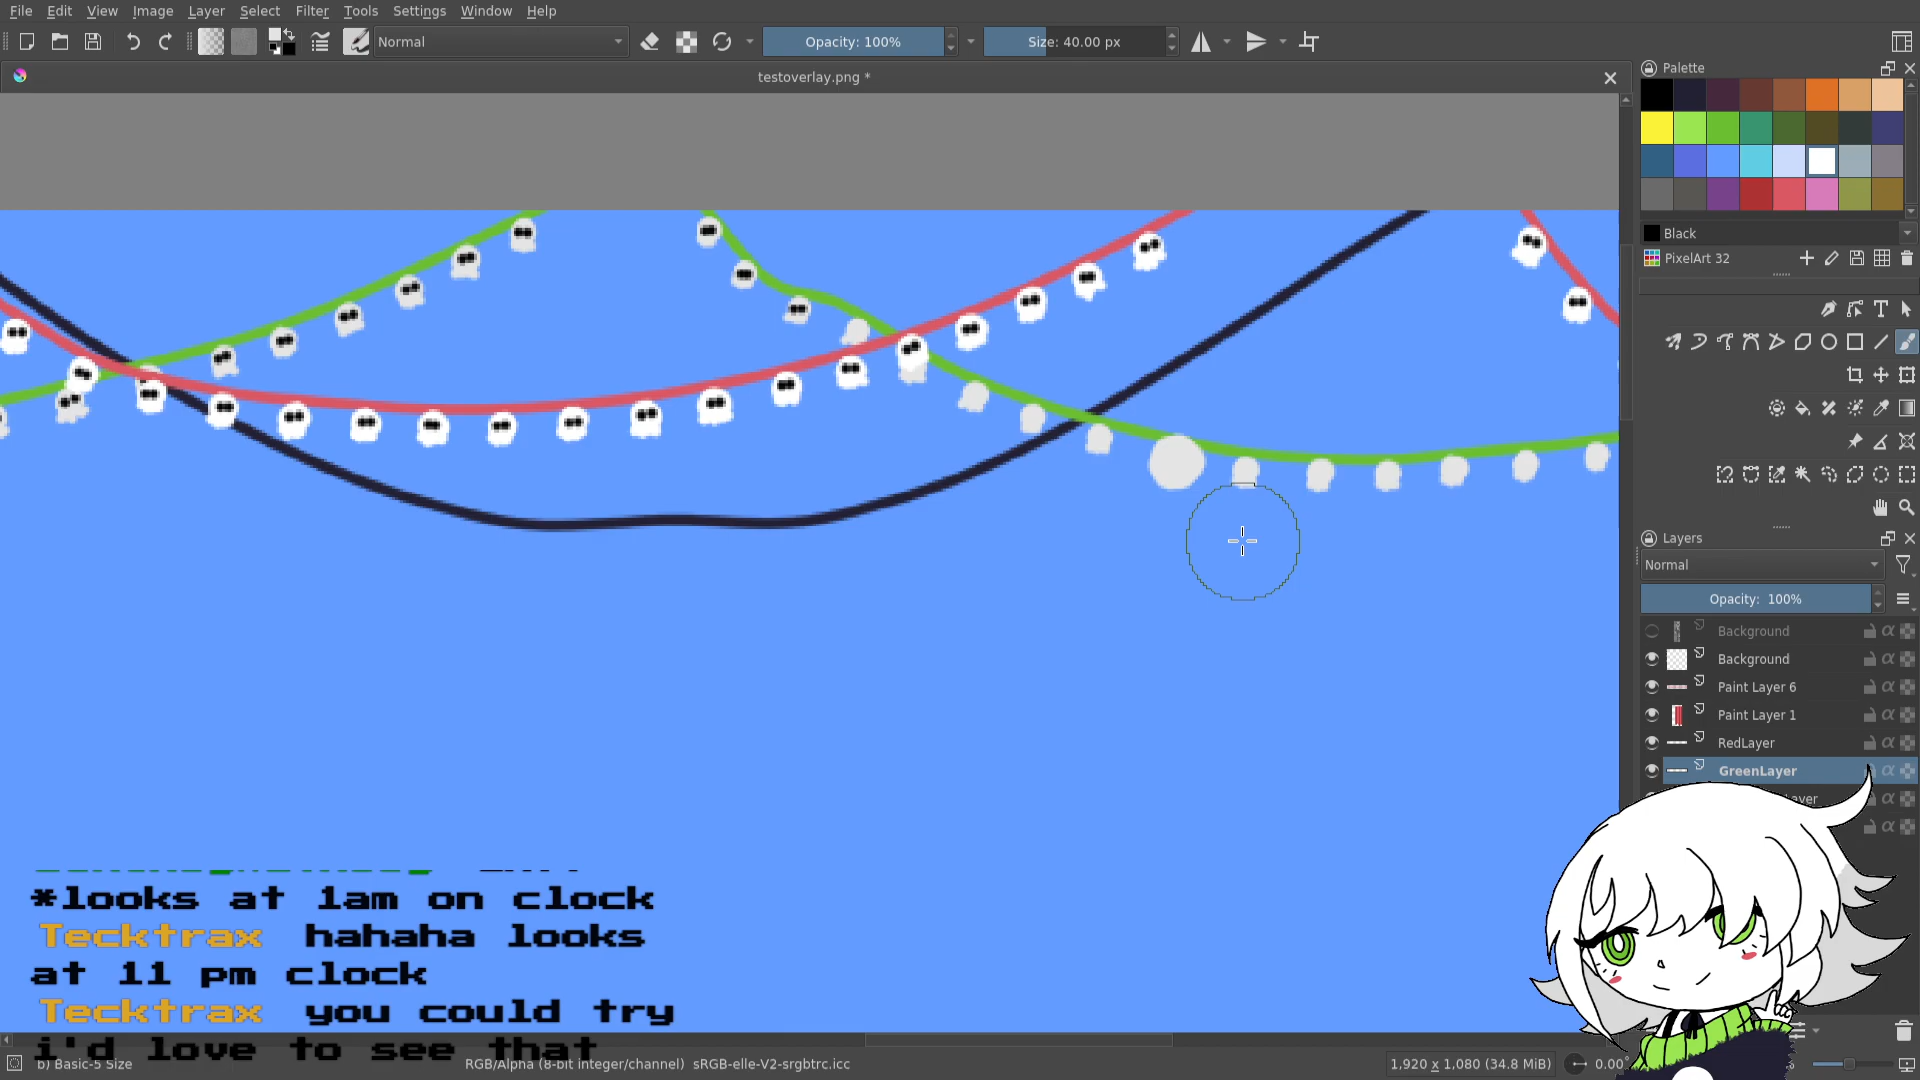 File Edit View Image Layer Select Filter Tools Settings Window Help
Normal
Opacity: 100%
Size: 40.00 px
testoverlay.png *
Palette
Black
PixelArt 32
Layers
Normal
Opacity: 100%
Background
Background
Paint Layer 6
Paint Layer 1
RedLayer
GreenLayer
*looks at 1am on clock
Tecktrax hahaha looks
at 11 pm clock
Tecktrax you could try
i'd love to see that
b) Basic-5 Size
RGB/Alpha (8-bit integer/channel) sRGB-elle-V2-srgbtrc.icc
1,920 x 1,080 (34.8 MiB)
0.00